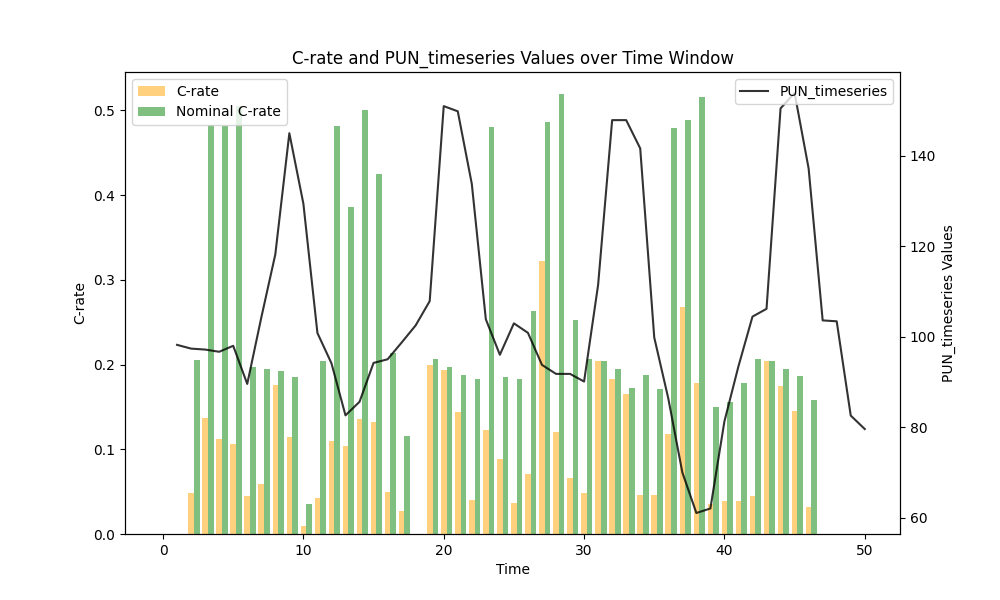 C-rate and PUN_timeseries Values over Time Window
C-rate
Nominal C-rate
PUN_timeseries
0.5
0.4
0.3
0.2
0.1
0.0
C-rate
140
120
100
80
60
PUN_timeseries Values
0
10
20
30
40
50
Time